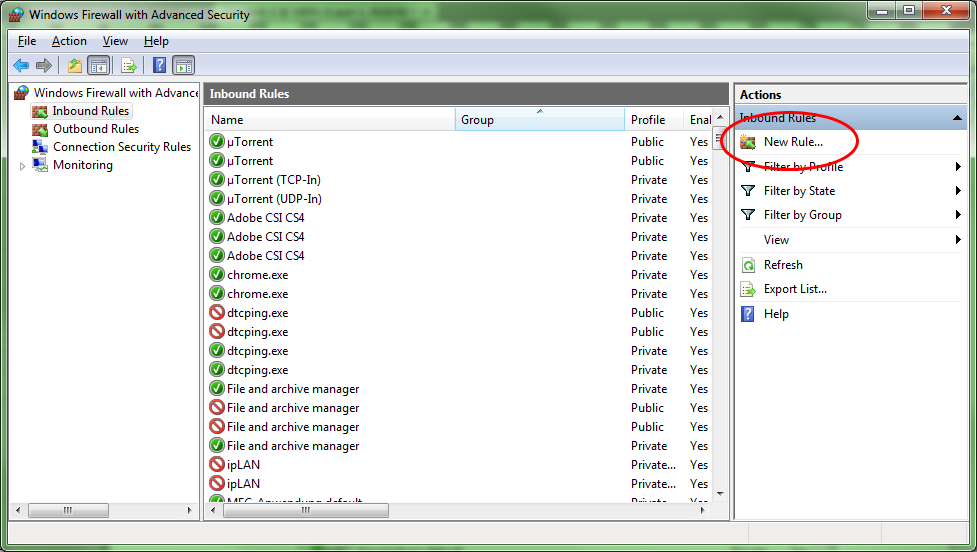 Windows Firewall with Advanced Security
File Action View Help
Windows Firewall with Advance
Inbound Rules
Outbound Rules
Connection Security Rules
Monitoring
Inbound Rules
Name Group Profile Enal
µTorrent Public Yes
µTorrent Public Yes
µTorrent (TCP-In) Private Yes
µTorrent (UDP-In) Private Yes
Adobe CSI CS4 Private Yes
Adobe CSI CS4 Private Yes
Adobe CSI CS4 Private Yes
chrome.exe Private Yes
chrome.exe Private Yes
dtcping.exe Public Yes
dtcping.exe Public Yes
dtcping.exe Private Yes
dtcping.exe Private Yes
File and archive manager Private Yes
File and archive manager Public Yes
File and archive manager Public Yes
File and archive manager Private Yes
ipLAN Private... Yes
ipLAN Private... Yes
MFC-Anwendung default Private Yes
Actions
Inbound Rules
New Rule...
Filter by Profile
Filter by State
Filter by Group
View
Refresh
Export List...
Help